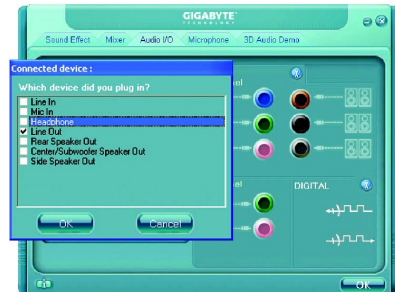 GIGABYTE
Sound Effect Mixer Audio I/O Microphone 3D Audio Demo
Connected device :
Which device did you plug in?
Line In
Mic In
Headphone
Line Out
Rear Speaker Out
Center/Subwoofer Speaker Out
Side Speaker Out
OK Cancel
DIGITAL
OK